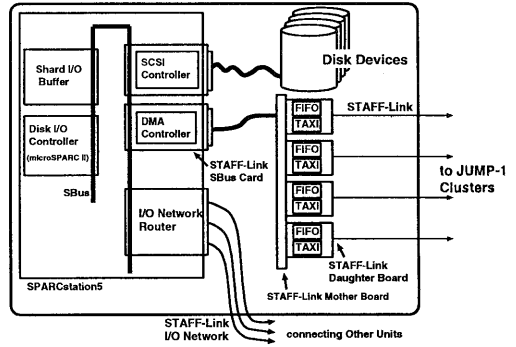 Shard I/O
Buffer
SCSI
Controller
Disk Devices
Disk I/O
Controller
(microSPARC II)
DMA
Controller
STAFF-Link
SBus Card
SBus
I/O Network
Router
FIFO
TAXI
FIFO
TAXI
FIFO
TAXI
FIFO
TAXI
STAFF-Link
to JUMP-1
Clusters
STAFF-Link
Daughter Board
STAFF-Link Mother Board
SPARCstation5
STAFF-Link
I/O Network
connecting Other Units